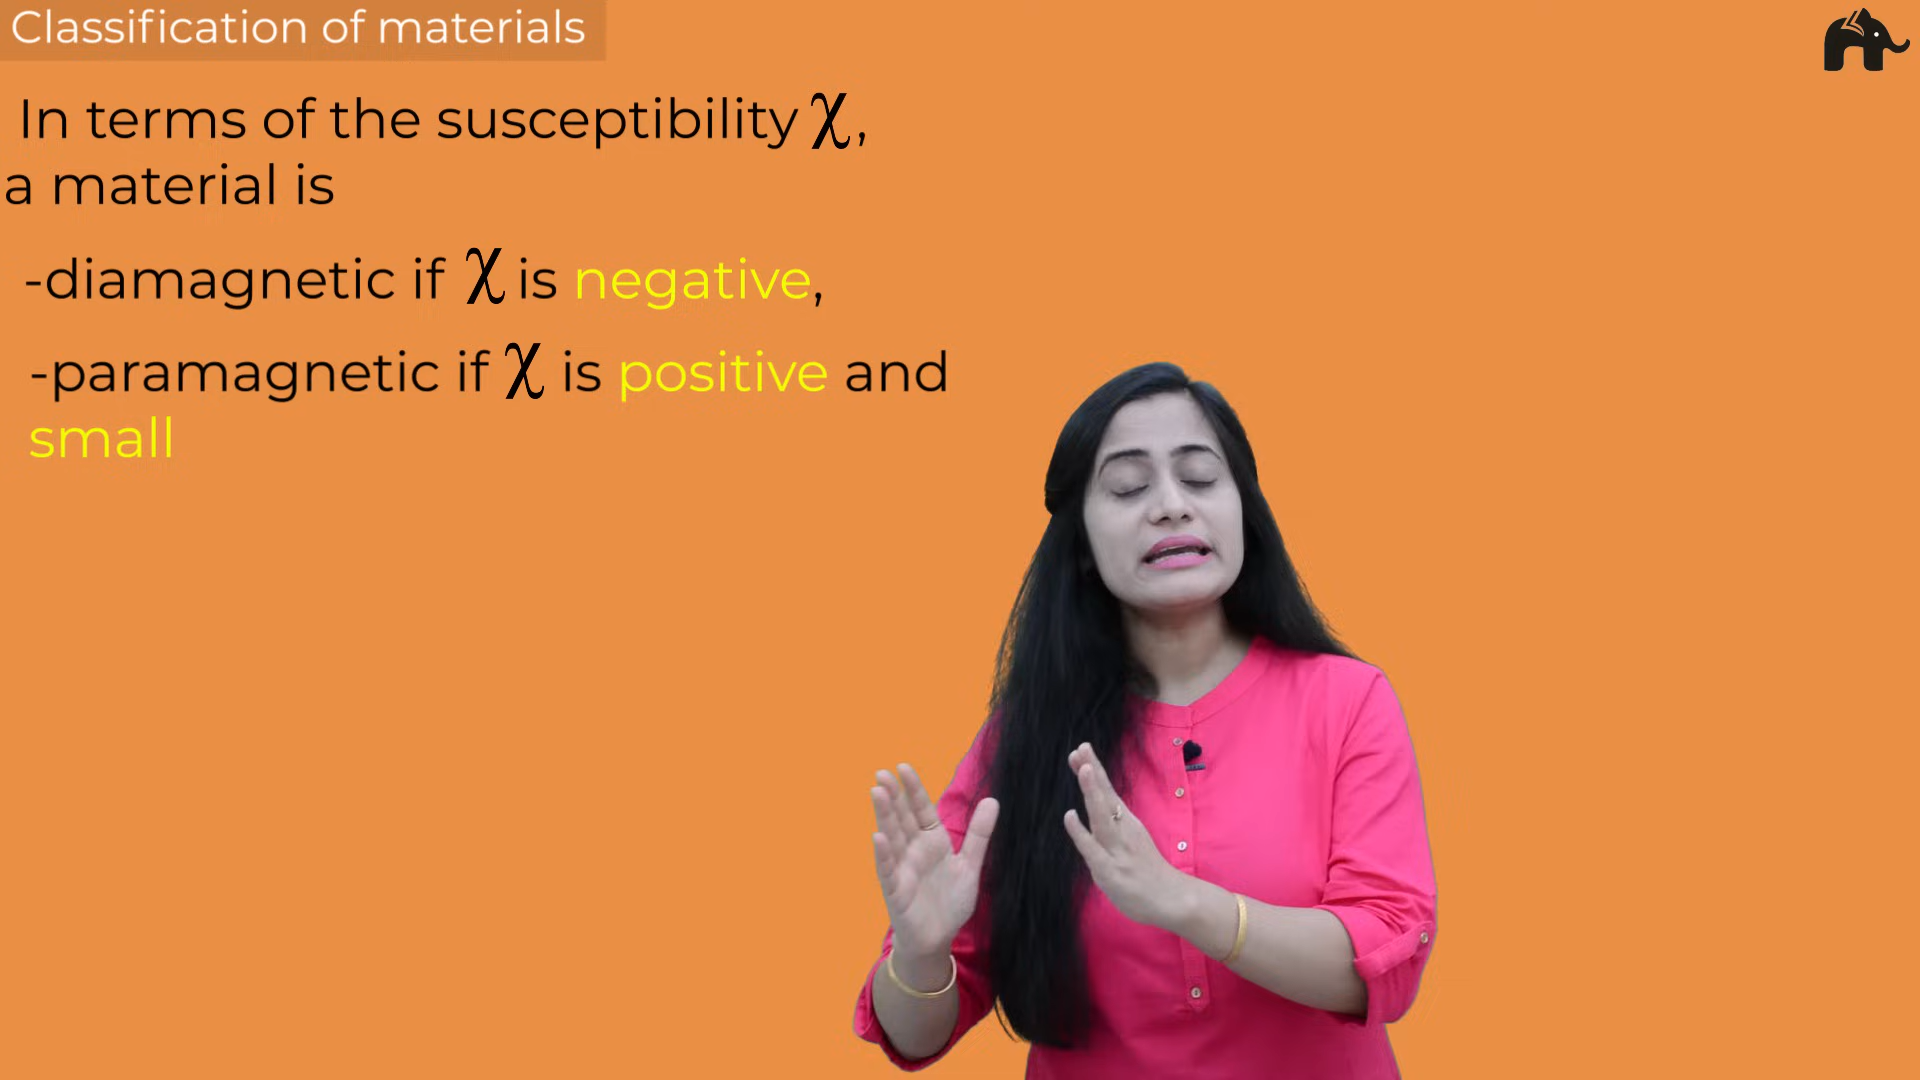 Classification of materials
In terms of the susceptibility χ,
a material is
-diamagnetic if χ is negative,
-paramagnetic if χ is positive and
small